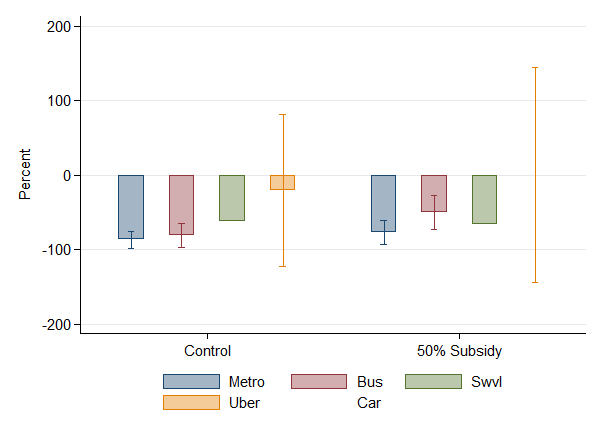 200
100
0
-100
-200
Percent
Control 50% Subsidy
Metro Bus Swvl
Uber Car